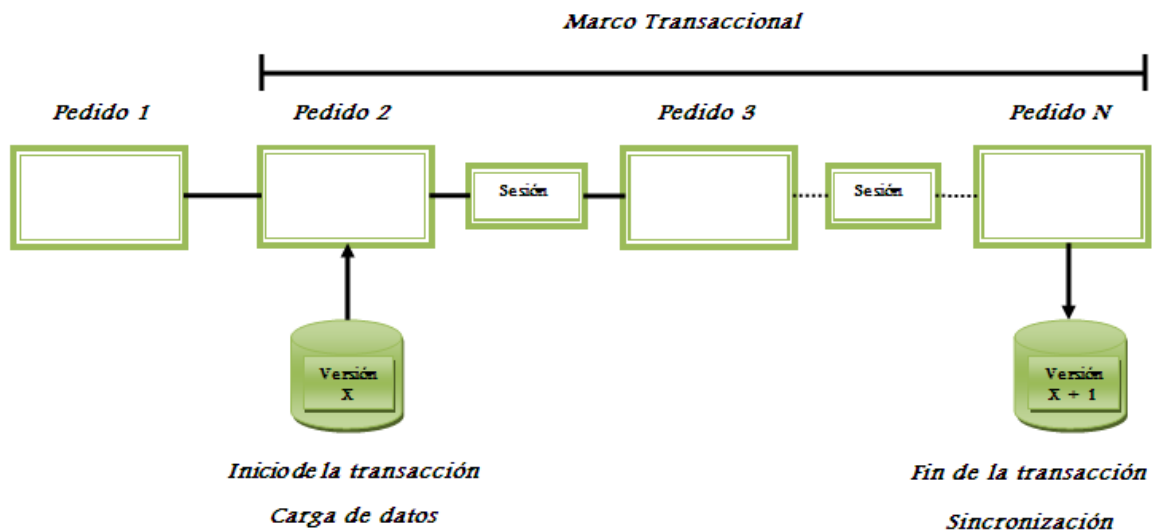 Marco Transaccional
Pedido 1
Pedido 2
Pedido 3
Pedido N
Sesión
Sesión
Versión
X
Versión
X + 1
Inicio de la transacción
Carga de datos
Fin de la transacción
Sincronización